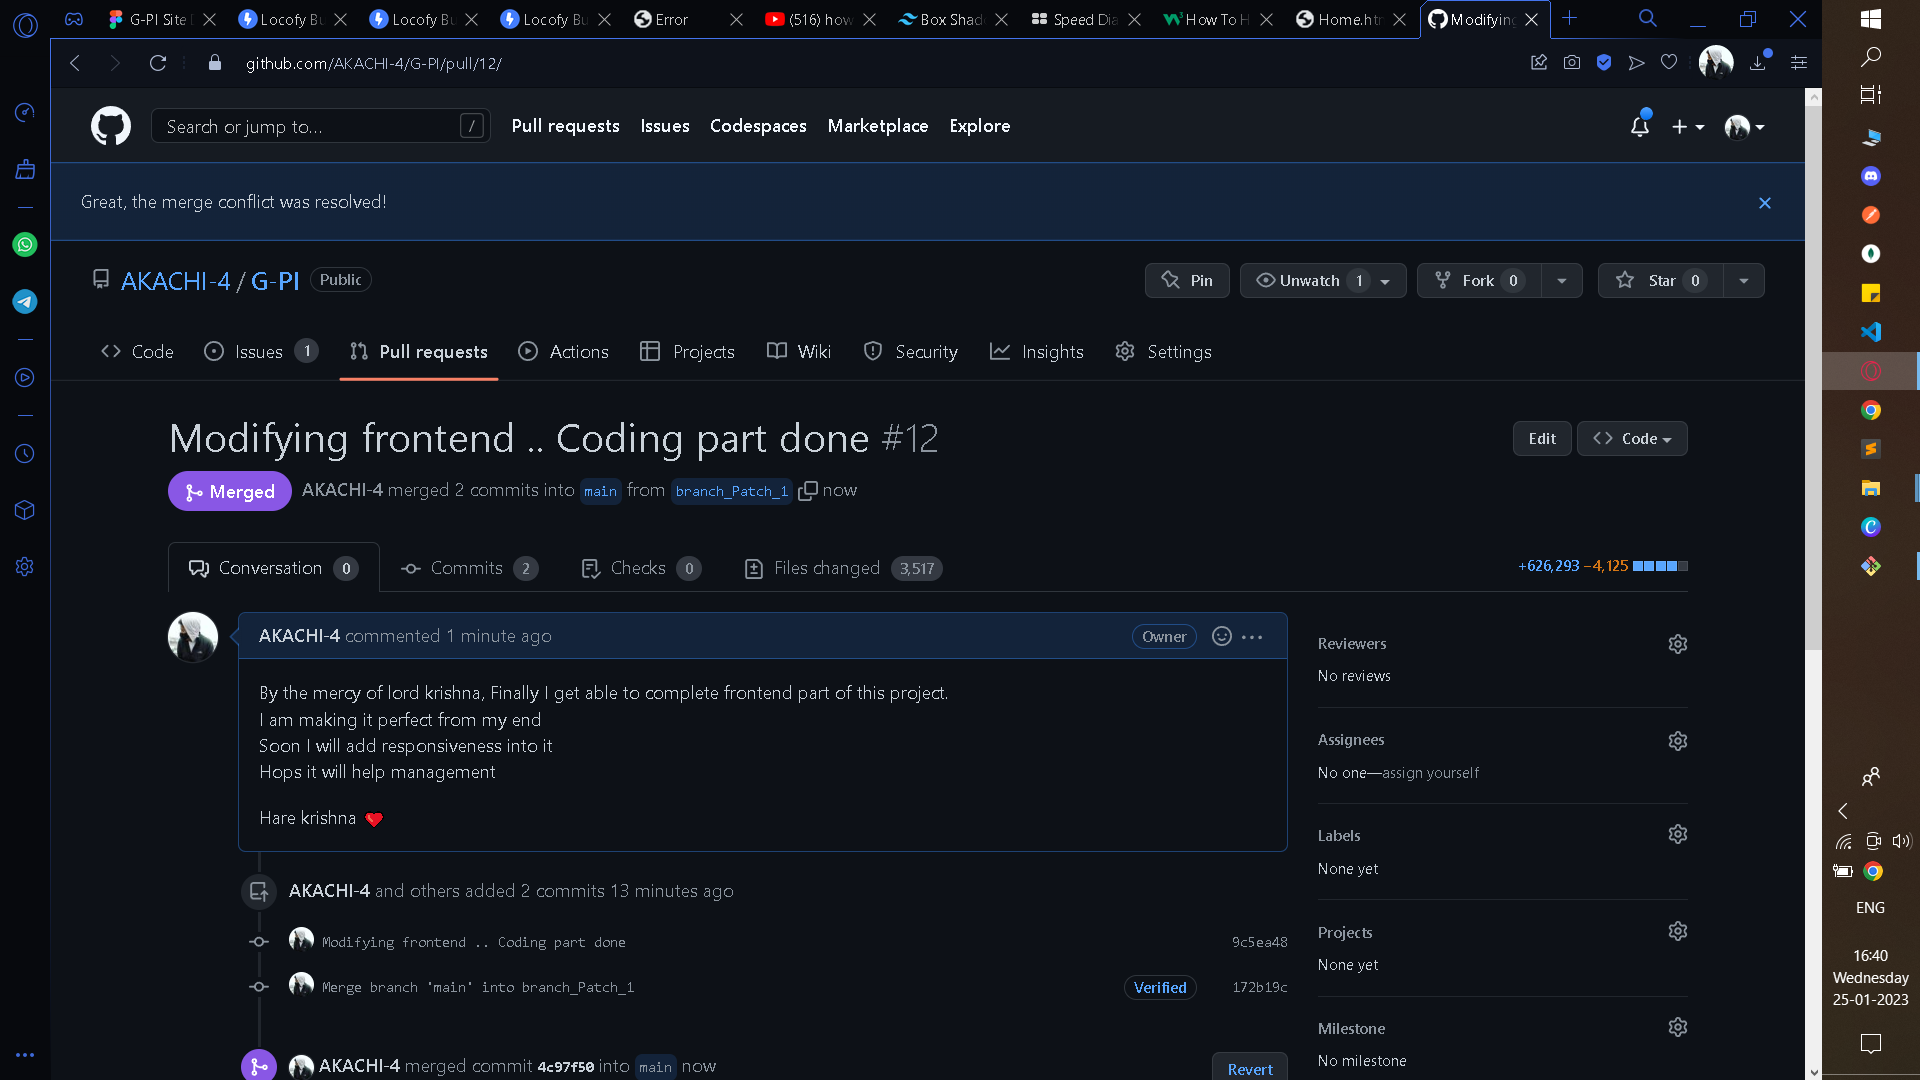 G-PI Site D
Locofy Bu
Locofy Bu
Locofy Bu
Error
(516) how
Box Shad
Speed Dia
How To H
Home.htm
Modifying
github.com/AKACHI-4/G-PI/pull/12/
Search or jump to...
/
Pull requests
Issues
Codespaces
Marketplace
Explore
Great, the merge conflict was resolved!
AKACHI-4 / G-PI Public
Pin
Unwatch 1
Fork 0
Star 0
Code
Issues 1
Pull requests
Actions
Projects
Wiki
Security
Insights
Settings
Modifying frontend .. Coding part done #12
Edit
Code
Merged
AKACHI-4 merged 2 commits into main from branch_Patch_1 now
Conversation 0
Commits 2
Checks 0
Files changed 3,517
+626,293 −4,125
AKACHI-4 commented 1 minute ago
Owner
By the mercy of lord krishna, Finally I get able to complete frontend part of this project.
I am making it perfect from my end
Soon I will add responsiveness into it
Hops it will help management
Hare krishna ❤
AKACHI-4 and others added 2 commits 13 minutes ago
Modifying frontend .. Coding part done
9c5ea48
Merge branch 'main' into branch_Patch_1
Verified
172b19c
AKACHI-4 merged commit 4c97f50 into main now
Revert
Reviewers
No reviews
Assignees
No one—assign yourself
Labels
None yet
Projects
None yet
Milestone
No milestone
ENG
16:40
Wednesday
25-01-2023